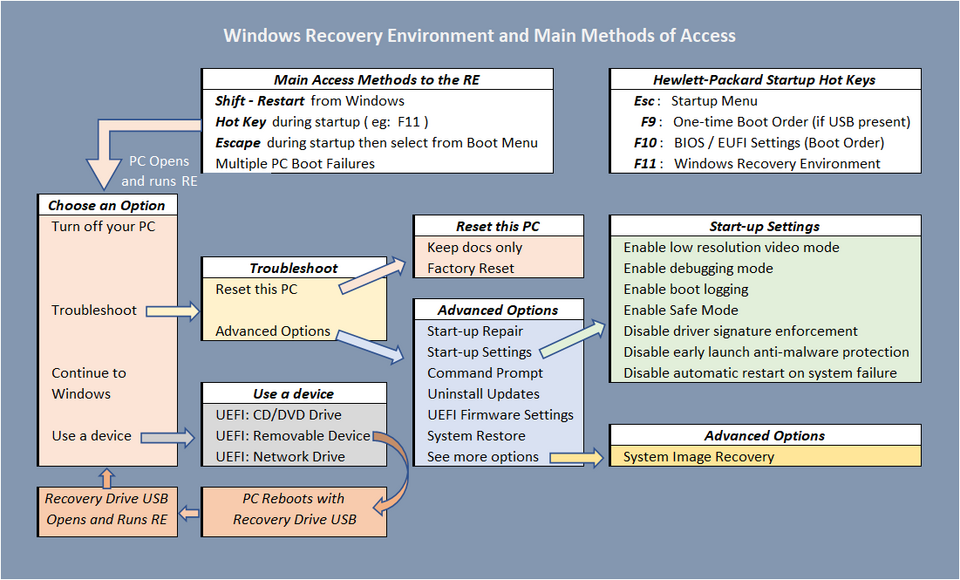 Windows Recovery Environment and Main Methods of Access
Main Access Methods to the RE
Shift - Restart from Windows
Hot Key during startup ( eg: F11 )
Escape during startup then select from Boot Menu
Multiple PC Boot Failures
Hewlett-Packard Startup Hot Keys
Esc : Startup Menu
F9 : One-time Boot Order (if USB present)
F10 : BIOS / EUFI Settings (Boot Order)
F11 : Windows Recovery Environment
PC Opens
and runs RE
Choose an Option
Turn off your PC
Troubleshoot
Continue to
Windows
Use a device
Troubleshoot
Reset this PC
Advanced Options
Reset this PC
Keep docs only
Factory Reset
Advanced Options
Start-up Repair
Start-up Settings
Command Prompt
Uninstall Updates
UEFI Firmware Settings
System Restore
See more options
Start-up Settings
Enable low resolution video mode
Enable debugging mode
Enable boot logging
Enable Safe Mode
Disable driver signature enforcement
Disable early launch anti-malware protection
Disable automatic restart on system failure
Use a device
UEFI: CD/DVD Drive
UEFI: Removable Device
UEFI: Network Drive
Advanced Options
System Image Recovery
Recovery Drive USB
Opens and Runs RE
PC Reboots with
Recovery Drive USB